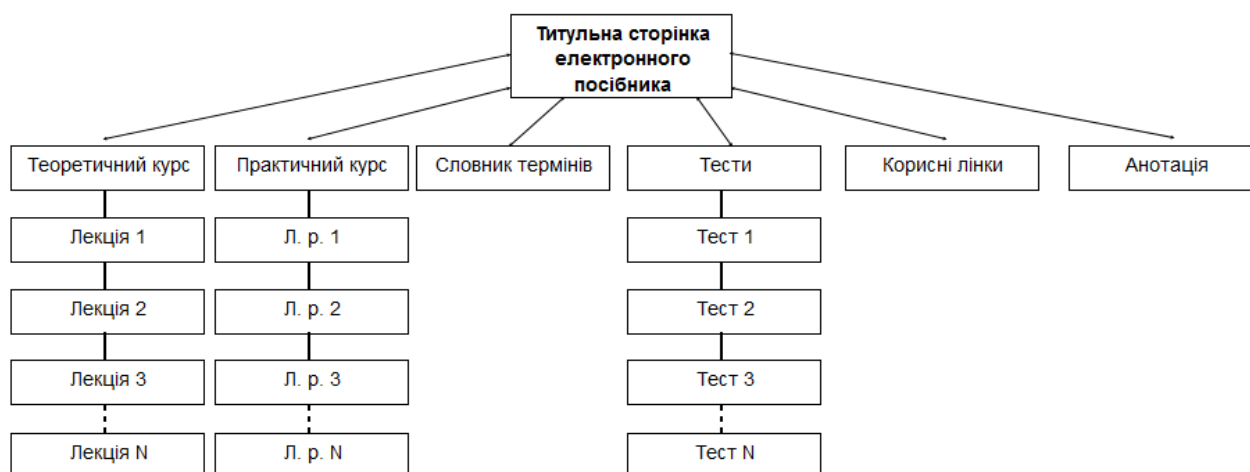 Титульна сторінка
електронного
посібника
Теоретичний курс
Практичний курс
Словник термінів
Тести
Корисні лінки
Анотація
Лекція 1
Л. р. 1
Тест 1
Лекція 2
Л. р. 2
Тест 2
Лекція 3
Л. р. 3
Тест 3
Лекція N
Л. р. N
Тест N